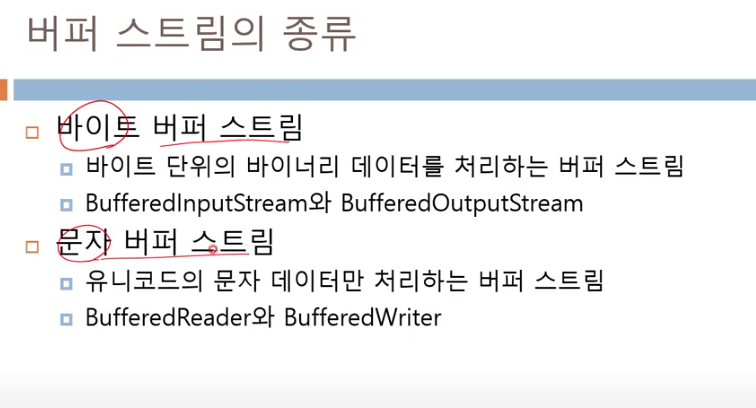 버퍼 스트림의 종류
바이트 버퍼 스트림
바이트 단위의 바이너리 데이터를 처리하는 버퍼 스트림
BufferedInputStream와 BufferedOutputStream
문자 버퍼 스트림
유니코드의 문자 데이터만 처리하는 버퍼 스트림
BufferedReader와 BufferedWriter